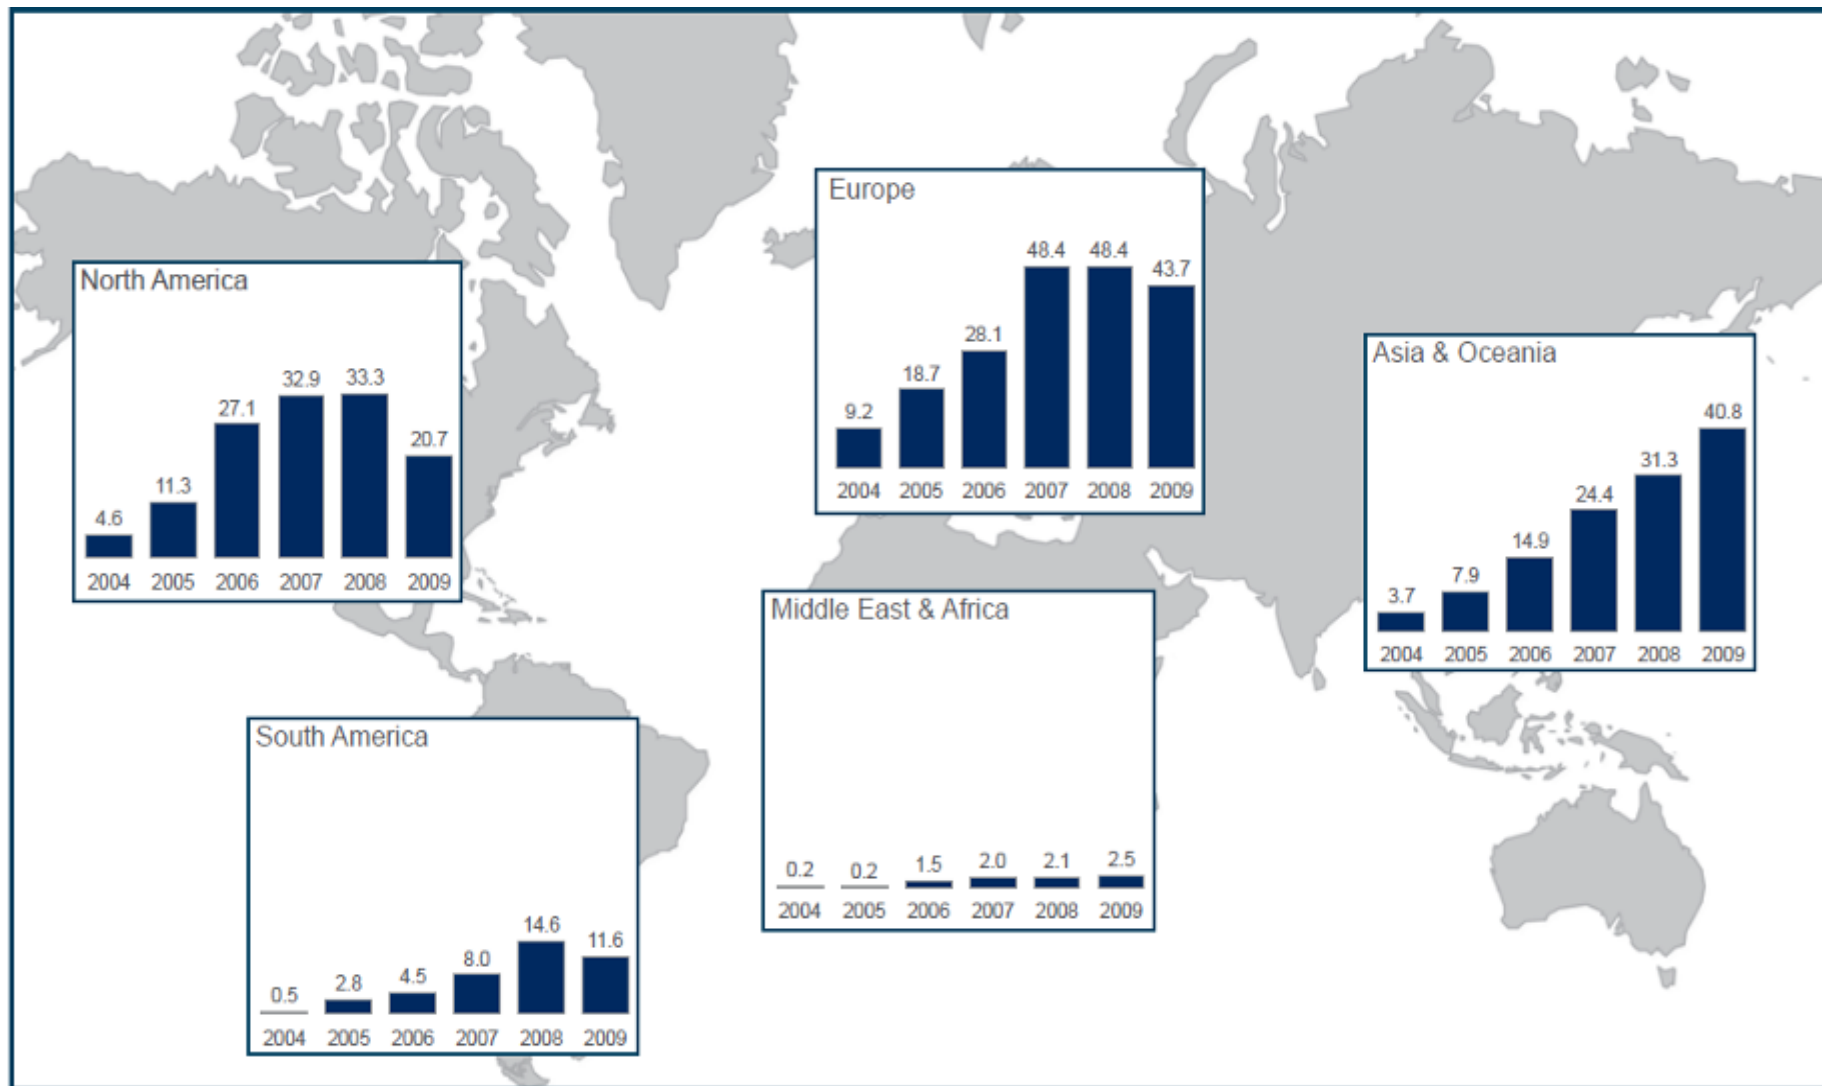 Europe
48.4 48.4
43.7
28.1
18.7
9.2
2004 2005 2006 2007 2008 2009
North America
32.9 33.3
27.1
20.7
11.3
4.6
2004 2005 2006 2007 2008 2009
Asia & Oceania
40.8
31.3
24.4
14.9
7.9
3.7
2004 2005 2006 2007 2008 2009
Middle East & Africa
0.2 0.2 1.5 2.0 2.1 2.5
2004 2005 2006 2007 2008 2009
South America
14.6
11.6
8.0
4.5
2.8
0.5
2004 2005 2006 2007 2008 2009